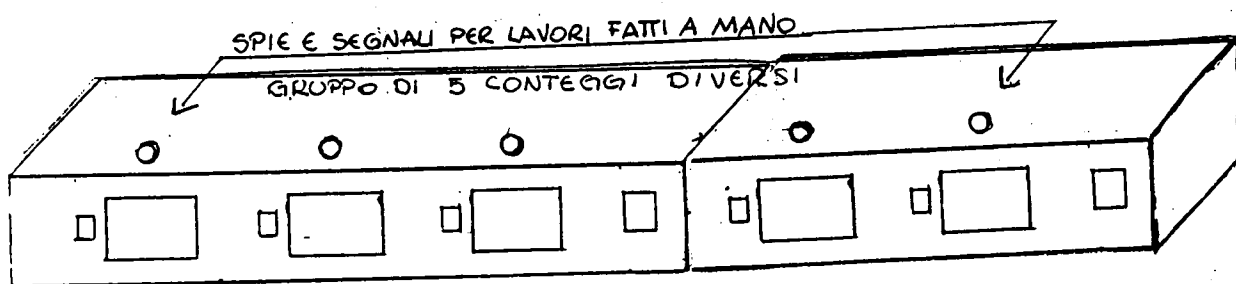 SPIE E SEGNALI PER LAVORI FATTI A MANO
GRUPPO DI 5 CONTEGGI DIVERSI